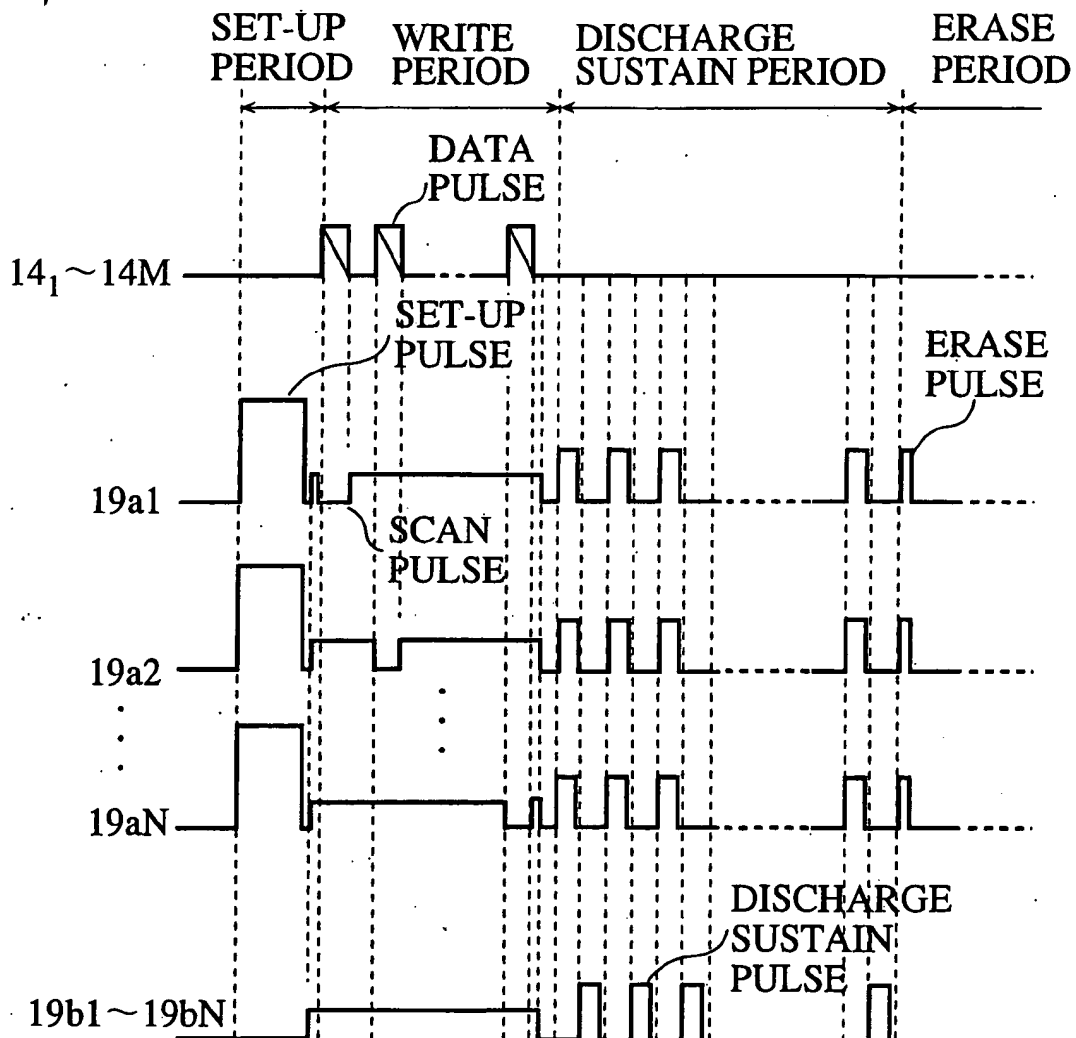 SET-UP
PERIOD
WRITE
PERIOD
DISCHARGE
SUSTAIN PERIOD
ERASE
PERIOD
DATA
PULSE
14₁~14M
SET-UP
PULSE
ERASE
PULSE
19a1
SCAN
PULSE
19a2
19aN
DISCHARGE
SUSTAIN
PULSE
19b1~19bN